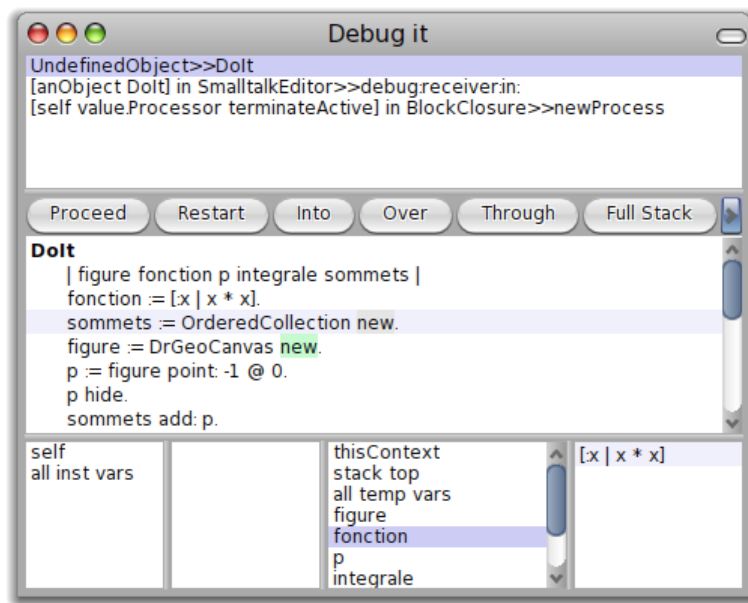 Debug it
UndefinedObject>>DoIt
[anObject DoIt] in SmalltalkEditor>>debug:receiver:in:
[self value.Processor terminateActive] in BlockClosure>>newProcess
Proceed Restart Into Over Through Full Stack
DoIt
| figure fonction p integrale sommets |
fonction := [:x | x * x].
sommets := OrderedCollection new.
figure := DrGeoCanvas new.
p := figure point: -1 @ 0.
p hide.
sommets add: p.
self
all inst vars
thisContext
stack top
all temp vars
figure
fonction
p
integrale
[:x | x * x]